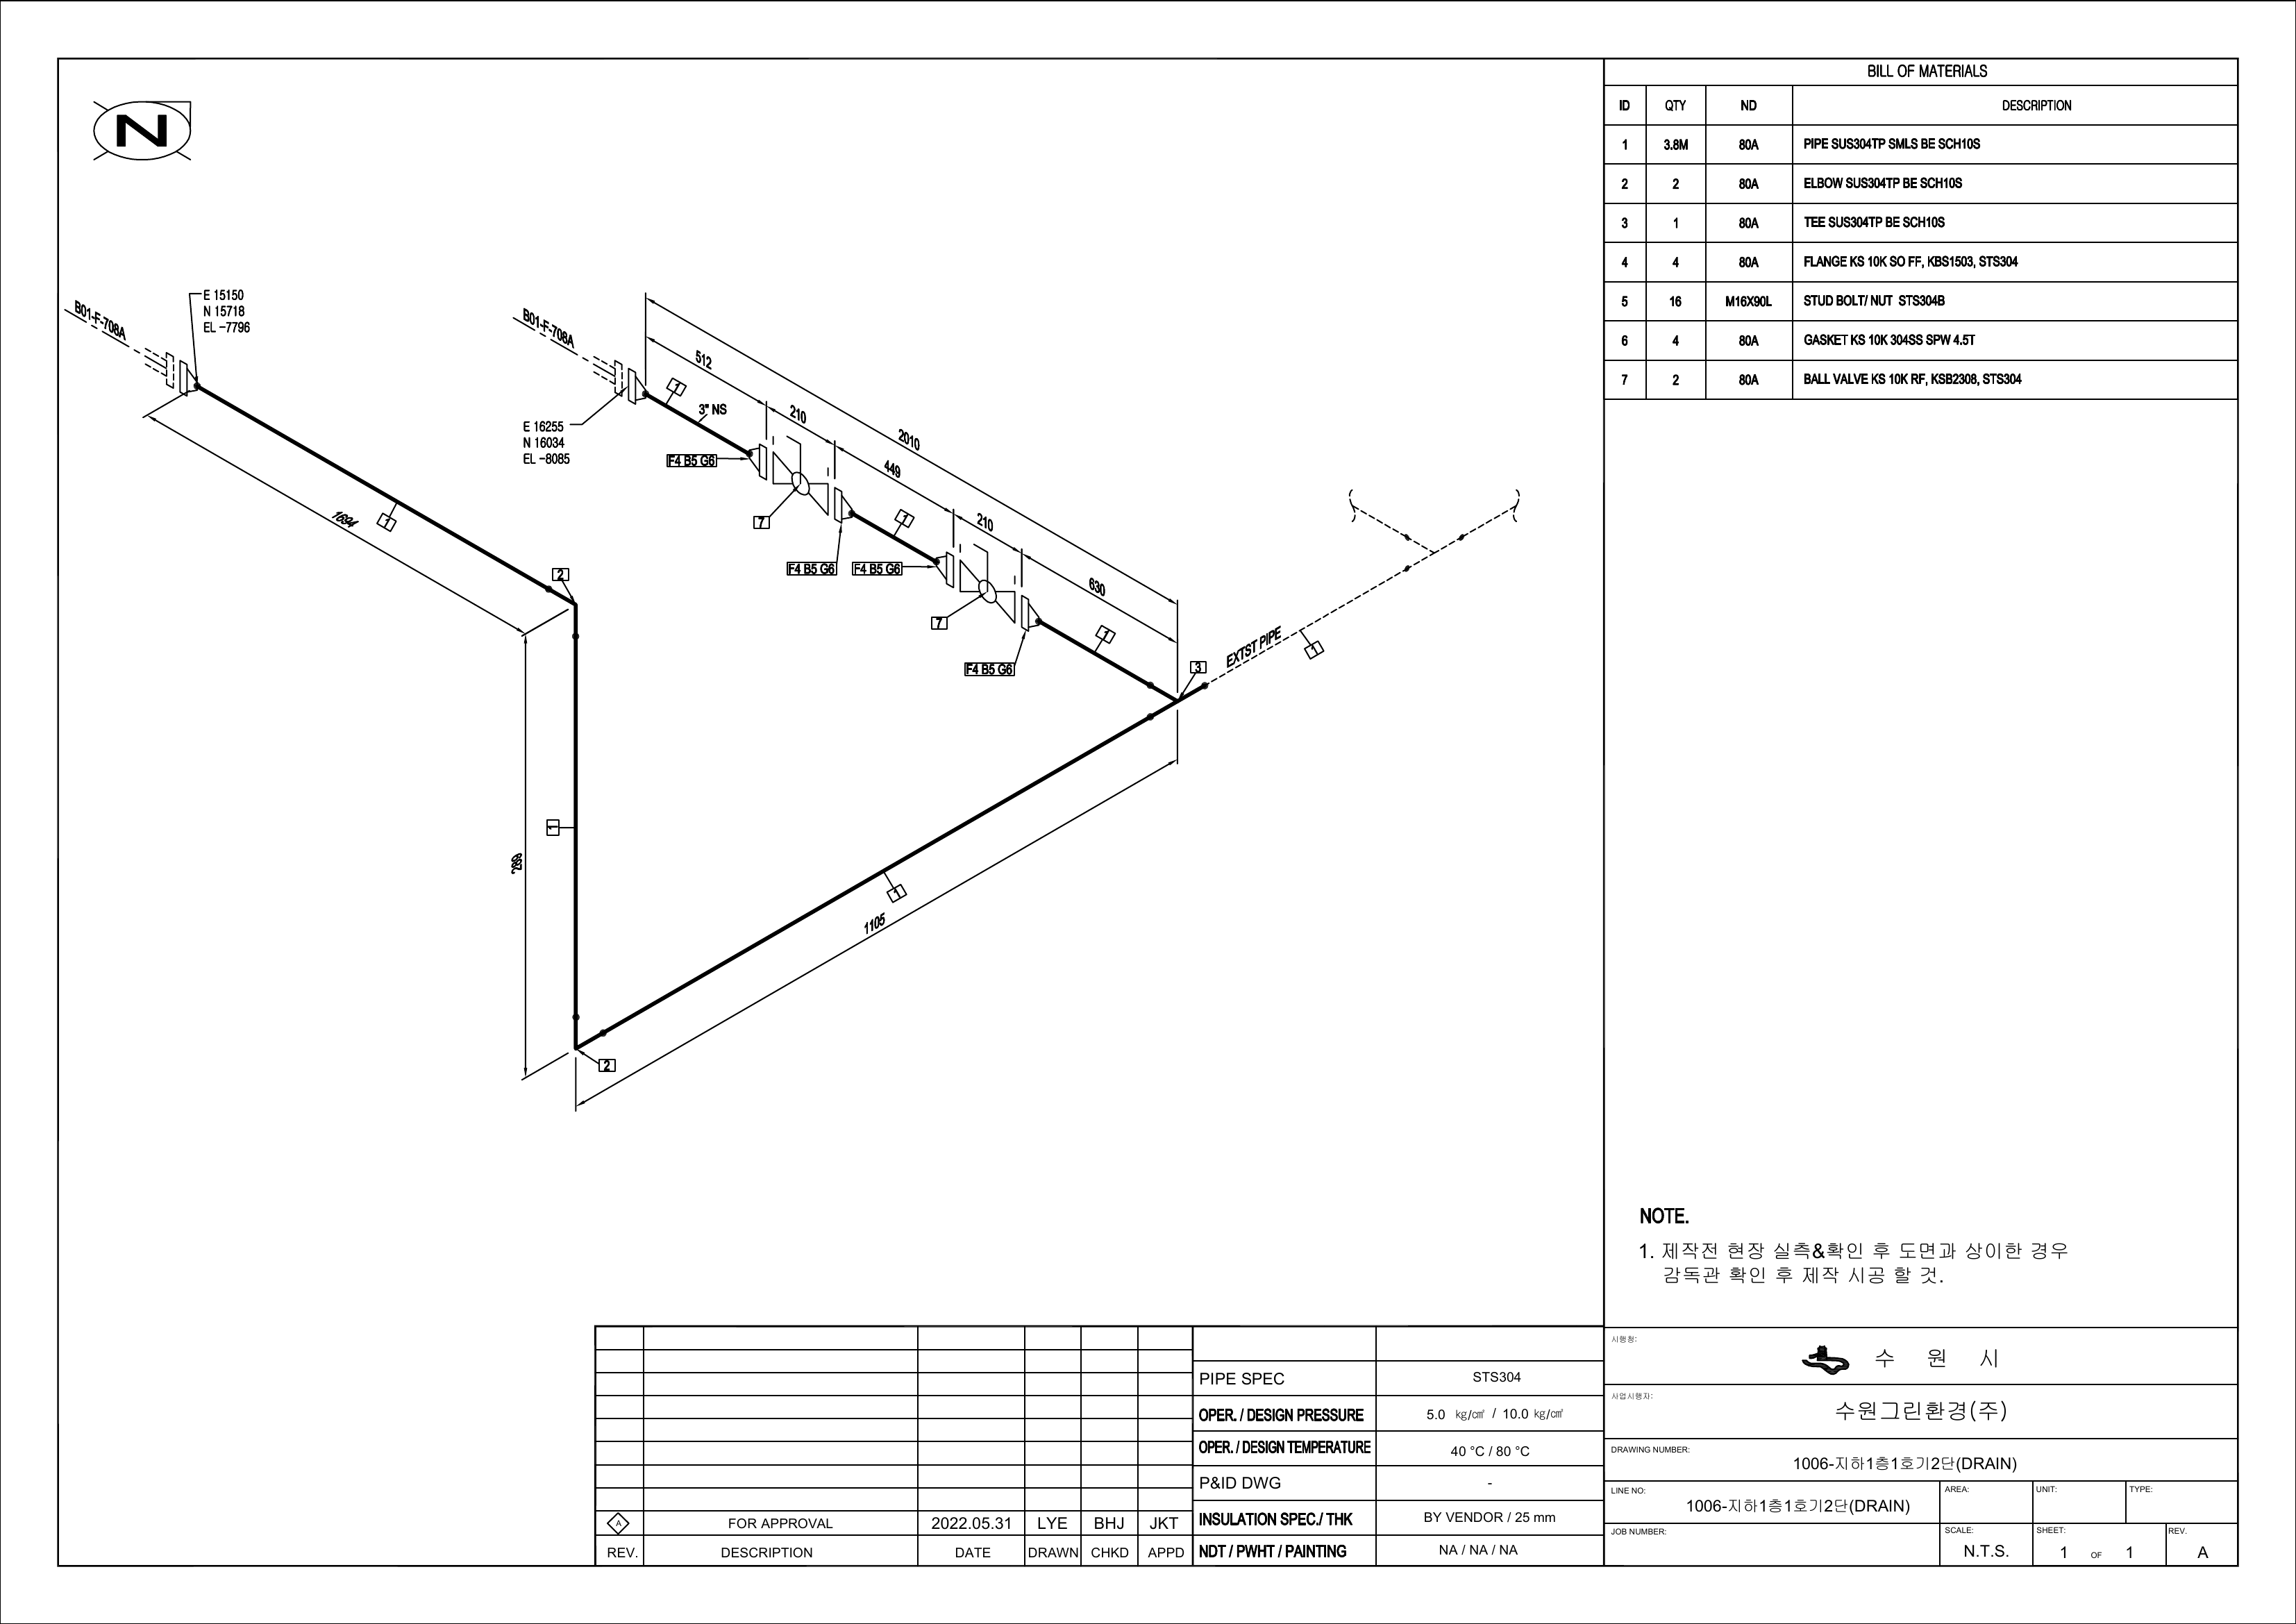 N
B01-F-708A
E 15150
N 15718
EL -7796
B01-F-708A
E 16255
N 16034
EL -8085
512
1
3" NS
210
2010
449
F4 B5 G6
7
1
210
F4 B5 G6
F4 B5 G6
7
630
1
F4 B5 G6
3
EXTST PIPE
1
1694
1
2
1
1
1105
2
BILL OF MATERIALS
ID QTY ND DESCRIPTION
1 3.8M 80A PIPE SUS304TP SMLS BE SCH10S
2 2 80A ELBOW SUS304TP BE SCH10S
3 1 80A TEE SUS304TP BE SCH10S
4 4 80A FLANGE KS 10K SO FF, KBS1503, STS304
5 16 M16X90L STUD BOLT/ NUT STS304B
6 4 80A GASKET KS 10K 304SS SPW 4.5T
7 2 80A BALL VALVE KS 10K RF, KSB2308, STS304
NOTE.
1. 제작전 현장 실측&확인 후 도면과 상이한 경우
감독관 확인 후 제작 시공 할 것.
PIPE SPEC STS304
OPER. / DESIGN PRESSURE 5.0 ㎏/㎠ / 10.0 ㎏/㎠
OPER. / DESIGN TEMPERATURE 40 °C / 80 °C
P&ID DWG -
INSULATION SPEC./ THK BY VENDOR / 25 mm
NDT / PWHT / PAINTING NA / NA / NA
A FOR APPROVAL 2022.05.31 LYE BHJ JKT
REV. DESCRIPTION DATE DRAWN CHKD APPD
시행청:
수 원 시
사업시행자:
수원그린환경(주)
DRAWING NUMBER:
1006-지하1층1호기2단(DRAIN)
LINE NO:
1006-지하1층1호기2단(DRAIN)
AREA: UNIT: TYPE:
JOB NUMBER:
SCALE: SHEET: REV.
N.T.S. 1 OF 1 A